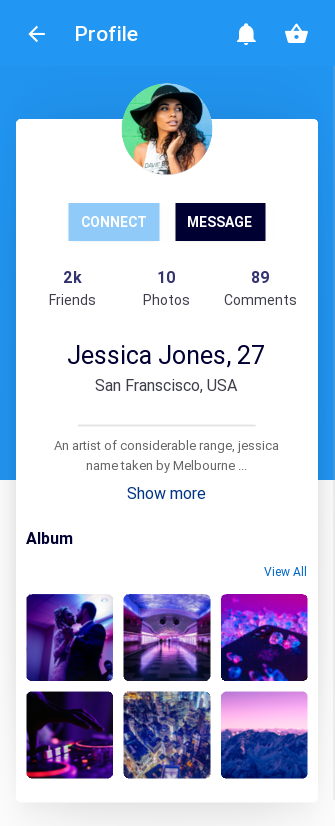 Profile
CONNECT
MESSAGE
2k
10
89
Friends
Photos
Comments
Jessica Jones, 27
San Franscisco, USA
An artist of considerable range, jessica
name taken by Melbourne ...
Show more
Album
View All